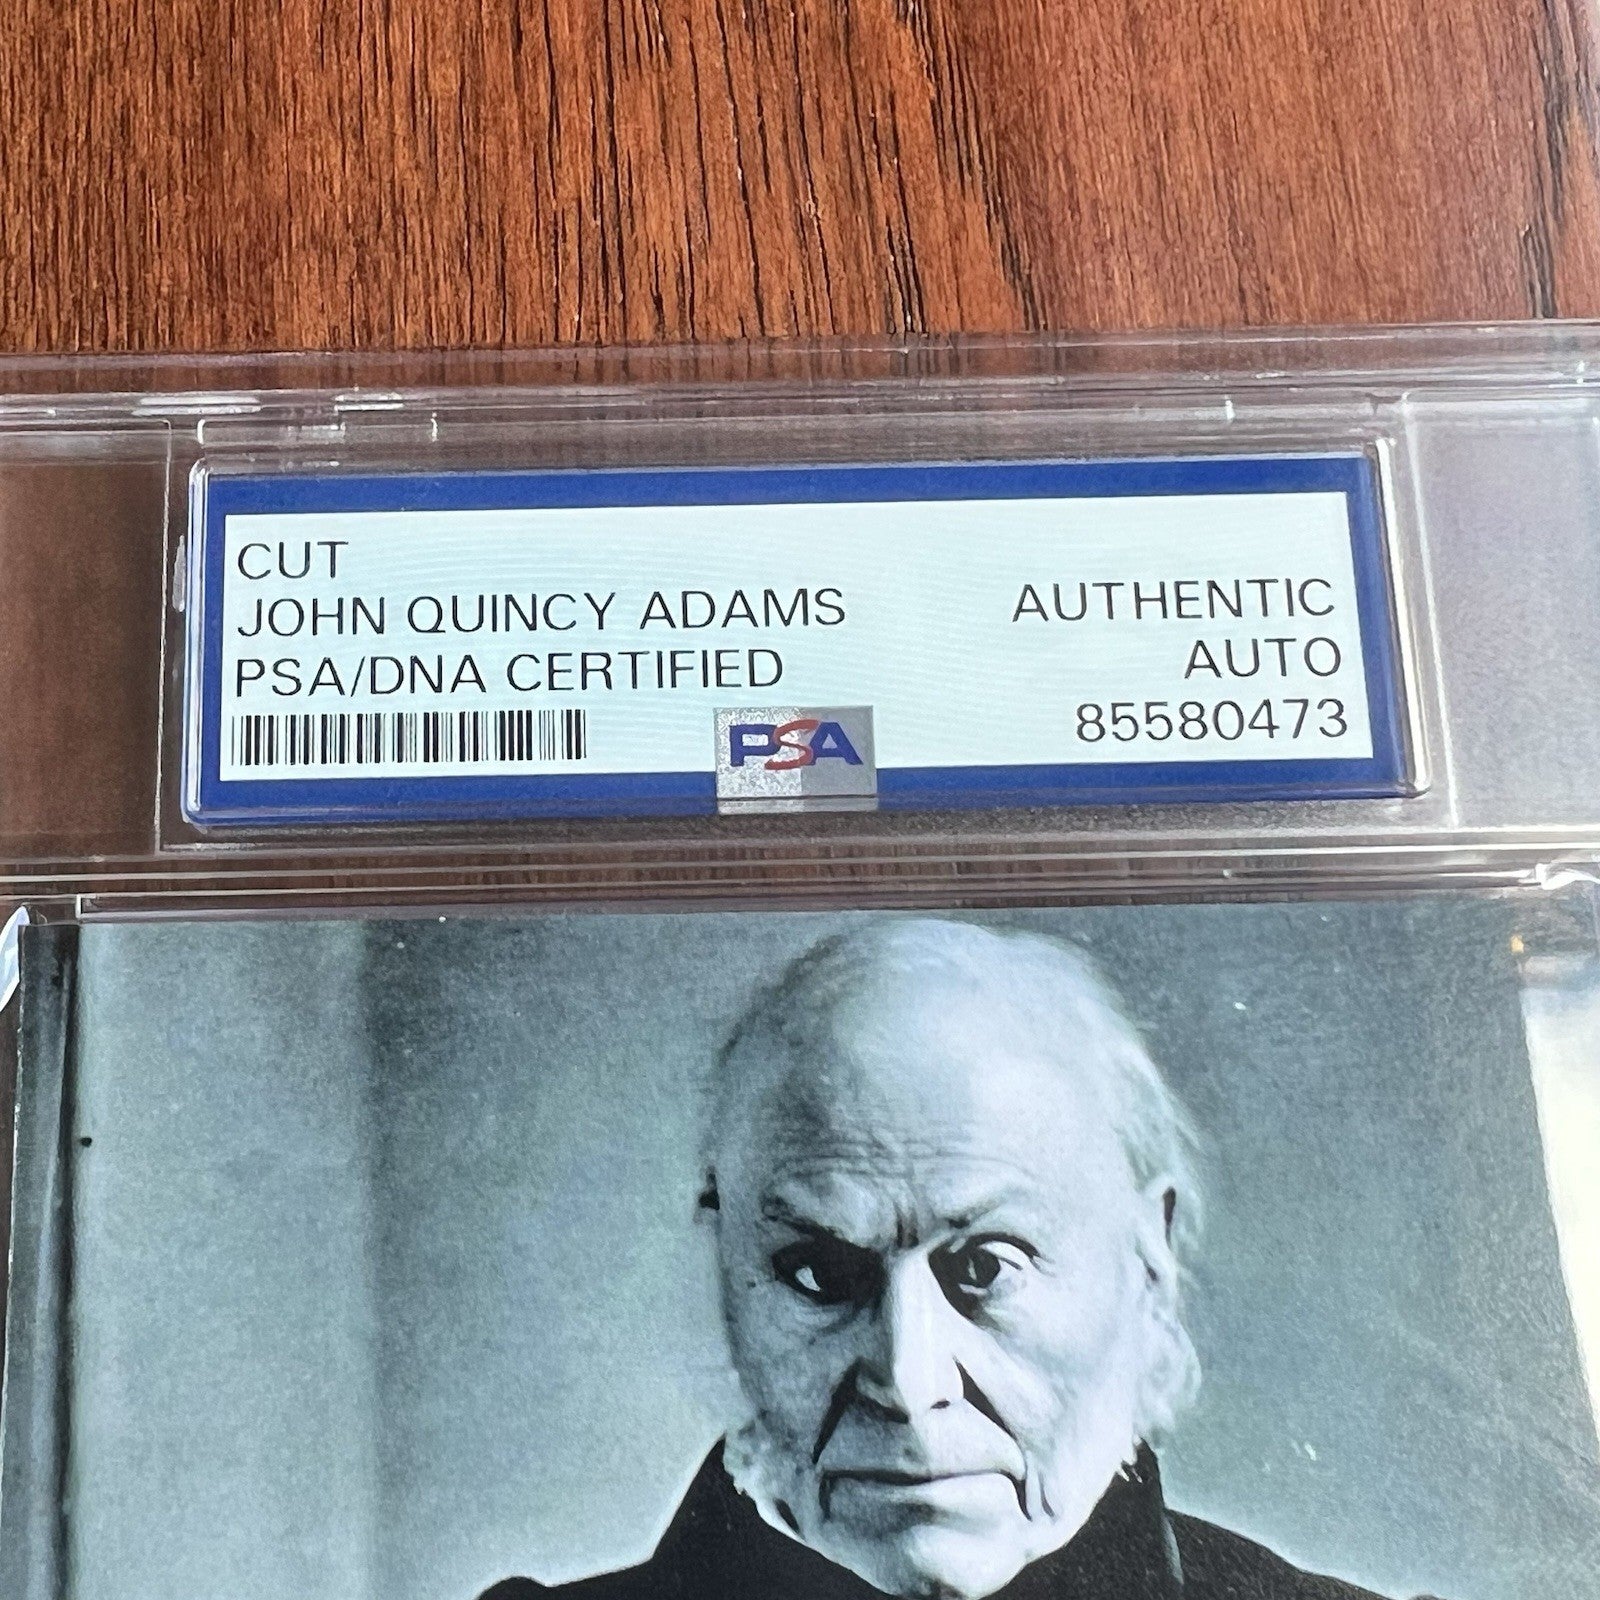 CUT
JOHN QUINCY ADAMS
PSA/DNA CERTIFIED
AUTHENTIC
AUTO
85580473
PSA